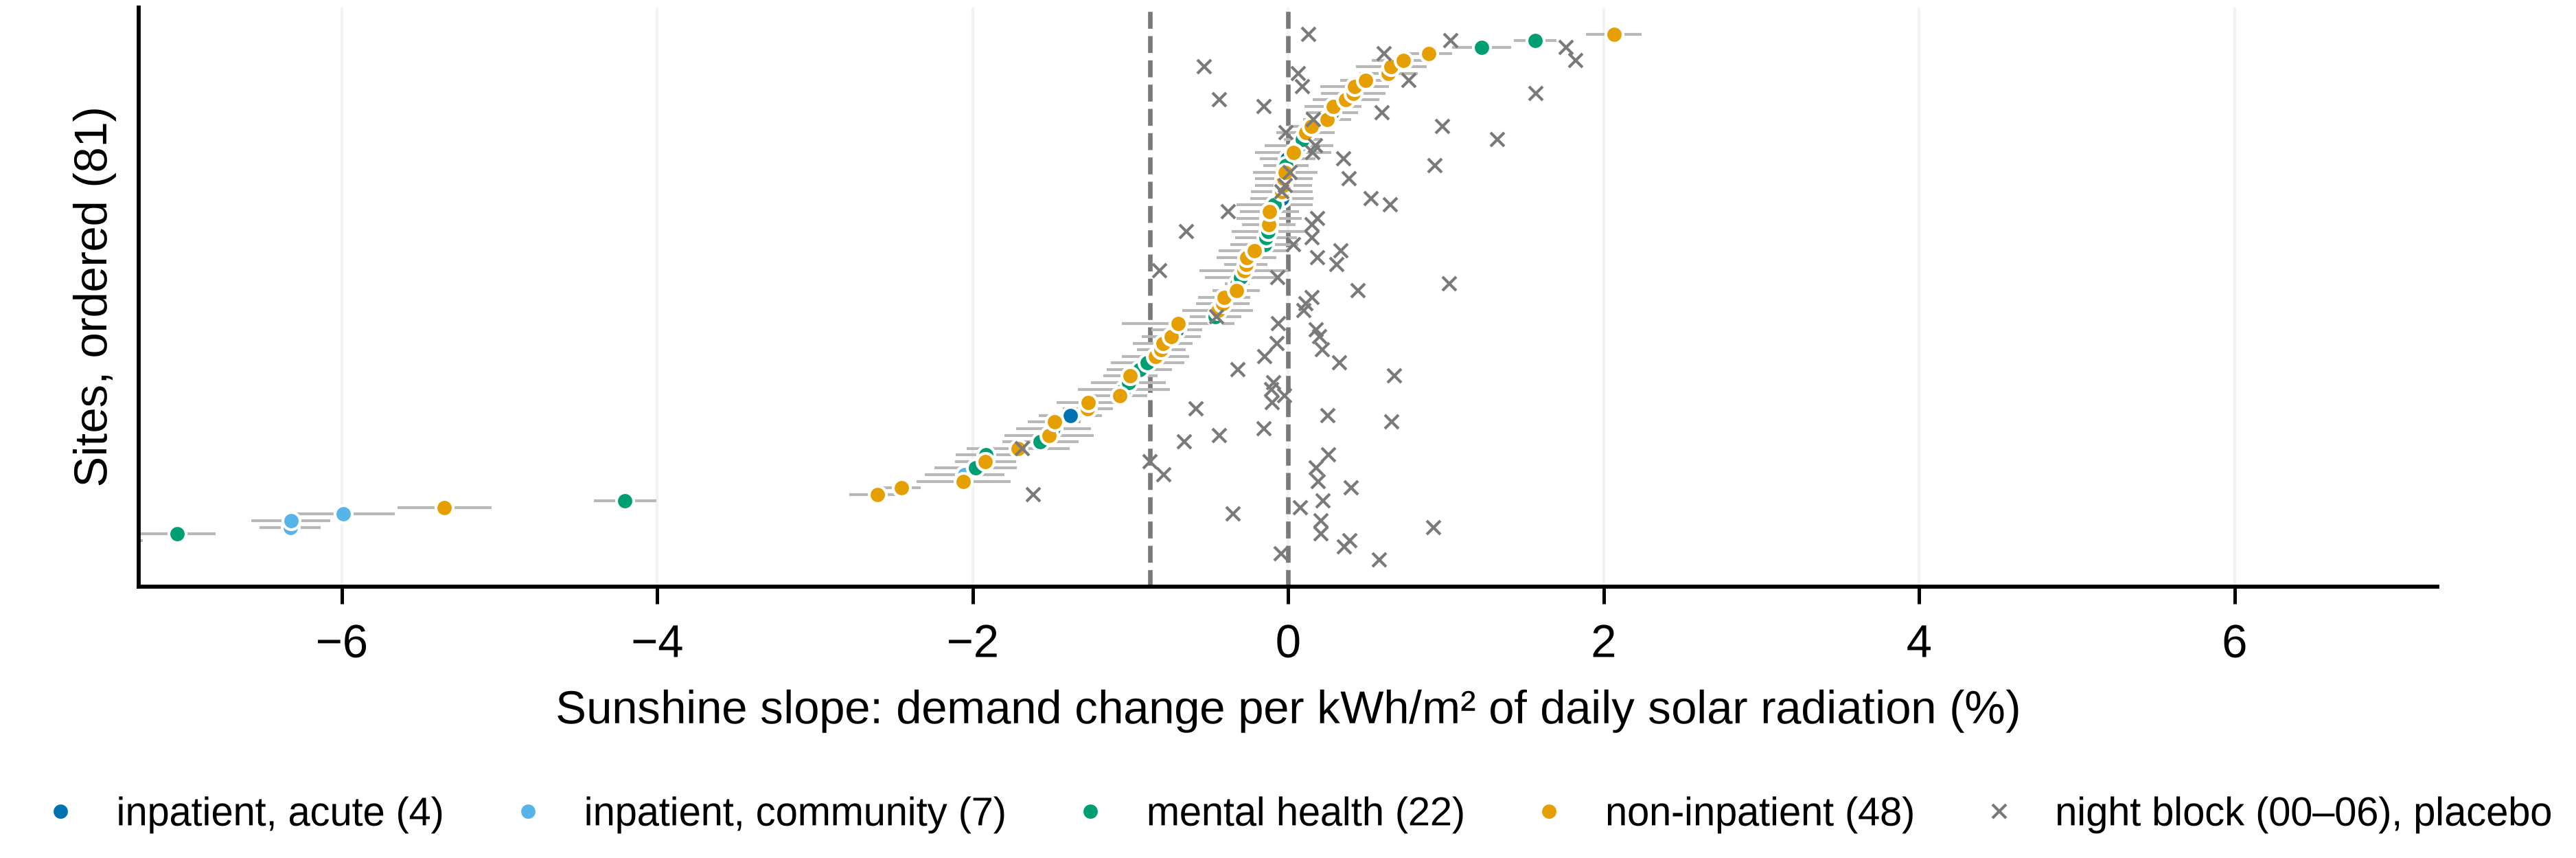 Sites, ordered (81)
−6 −4 −2 0 2 4 6
Sunshine slope: demand change per kWh/m² of daily solar radiation (%)
inpatient, acute (4) inpatient, community (7) mental health (22) non-inpatient (48) night block (00–06), placebo